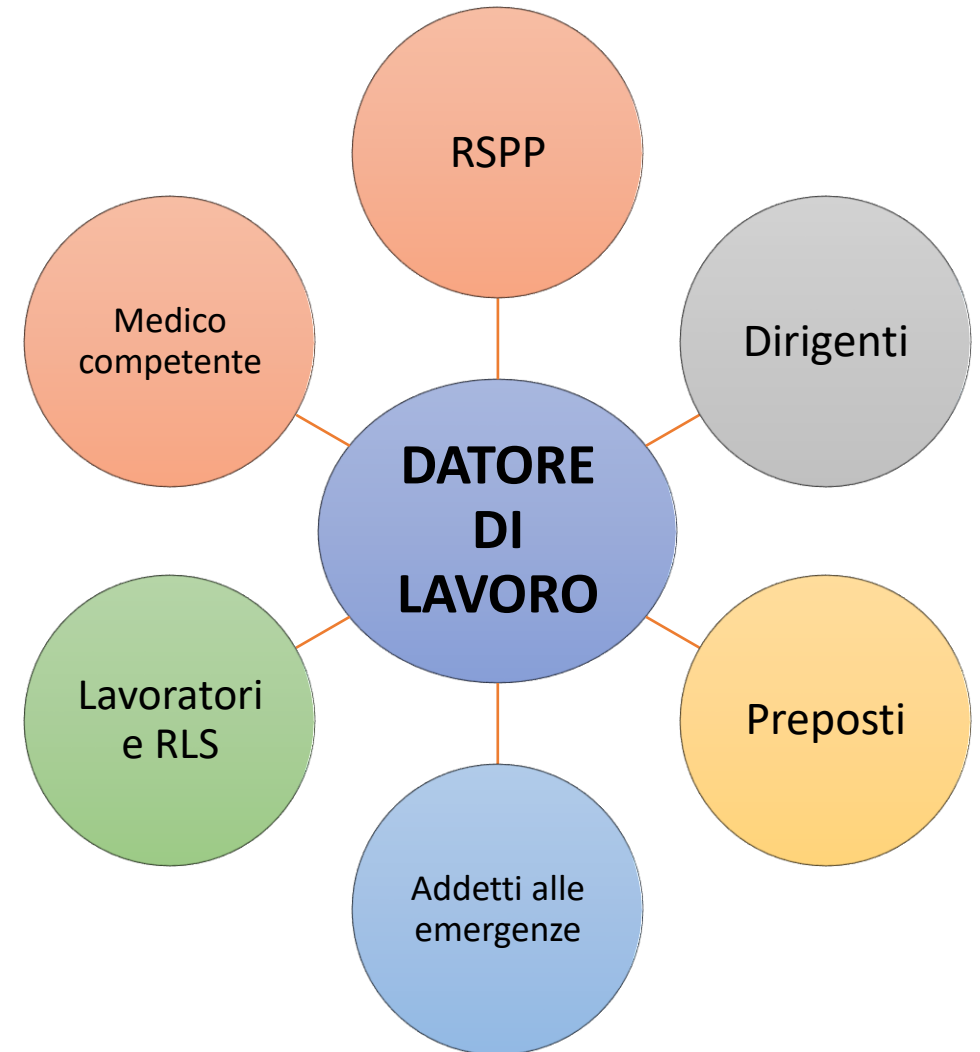 RSPP
Medico
competente
Dirigenti
DATORE
DI
LAVORO
Lavoratori
e RLS
Preposti
Addetti alle
emergenze